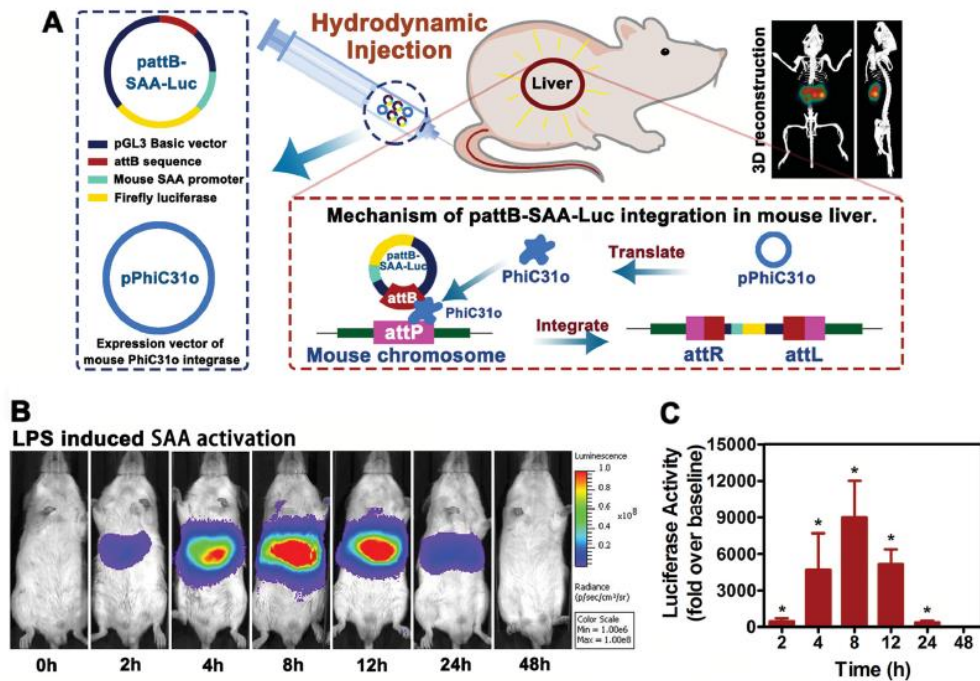 A
pattB-
SAA-Luc
pGL3 Basic vector
attB sequence
Mouse SAA promoter
Firefly luciferase
pPhiC31o
Expression vector of
mouse PhiC31o integrase
Hydrodynamic
Injection
Liver
3D reconstruction
Mechanism of pattB-SAA-Luc integration in mouse liver.
pattB-
SAA-Luc
attB
PhiC31o
Translate
pPhiC31o
PhiC31o
attP
Mouse chromosome
Integrate
attR
attL
B
LPS induced SAA activation
0h
2h
4h
8h
12h
24h
48h
Luminescence
1.0
0.8
0.6
0.4
0.2
x10⁸
Radiance
(p/sec/cm²/sr)
Color Scale
Min = 1.00e6
Max = 1.00e8
C
Luciferase Activity
(fold over baseline)
15000
12000
9000
6000
3000
0
* * * * *
2 4 8 12 24 48
Time (h)